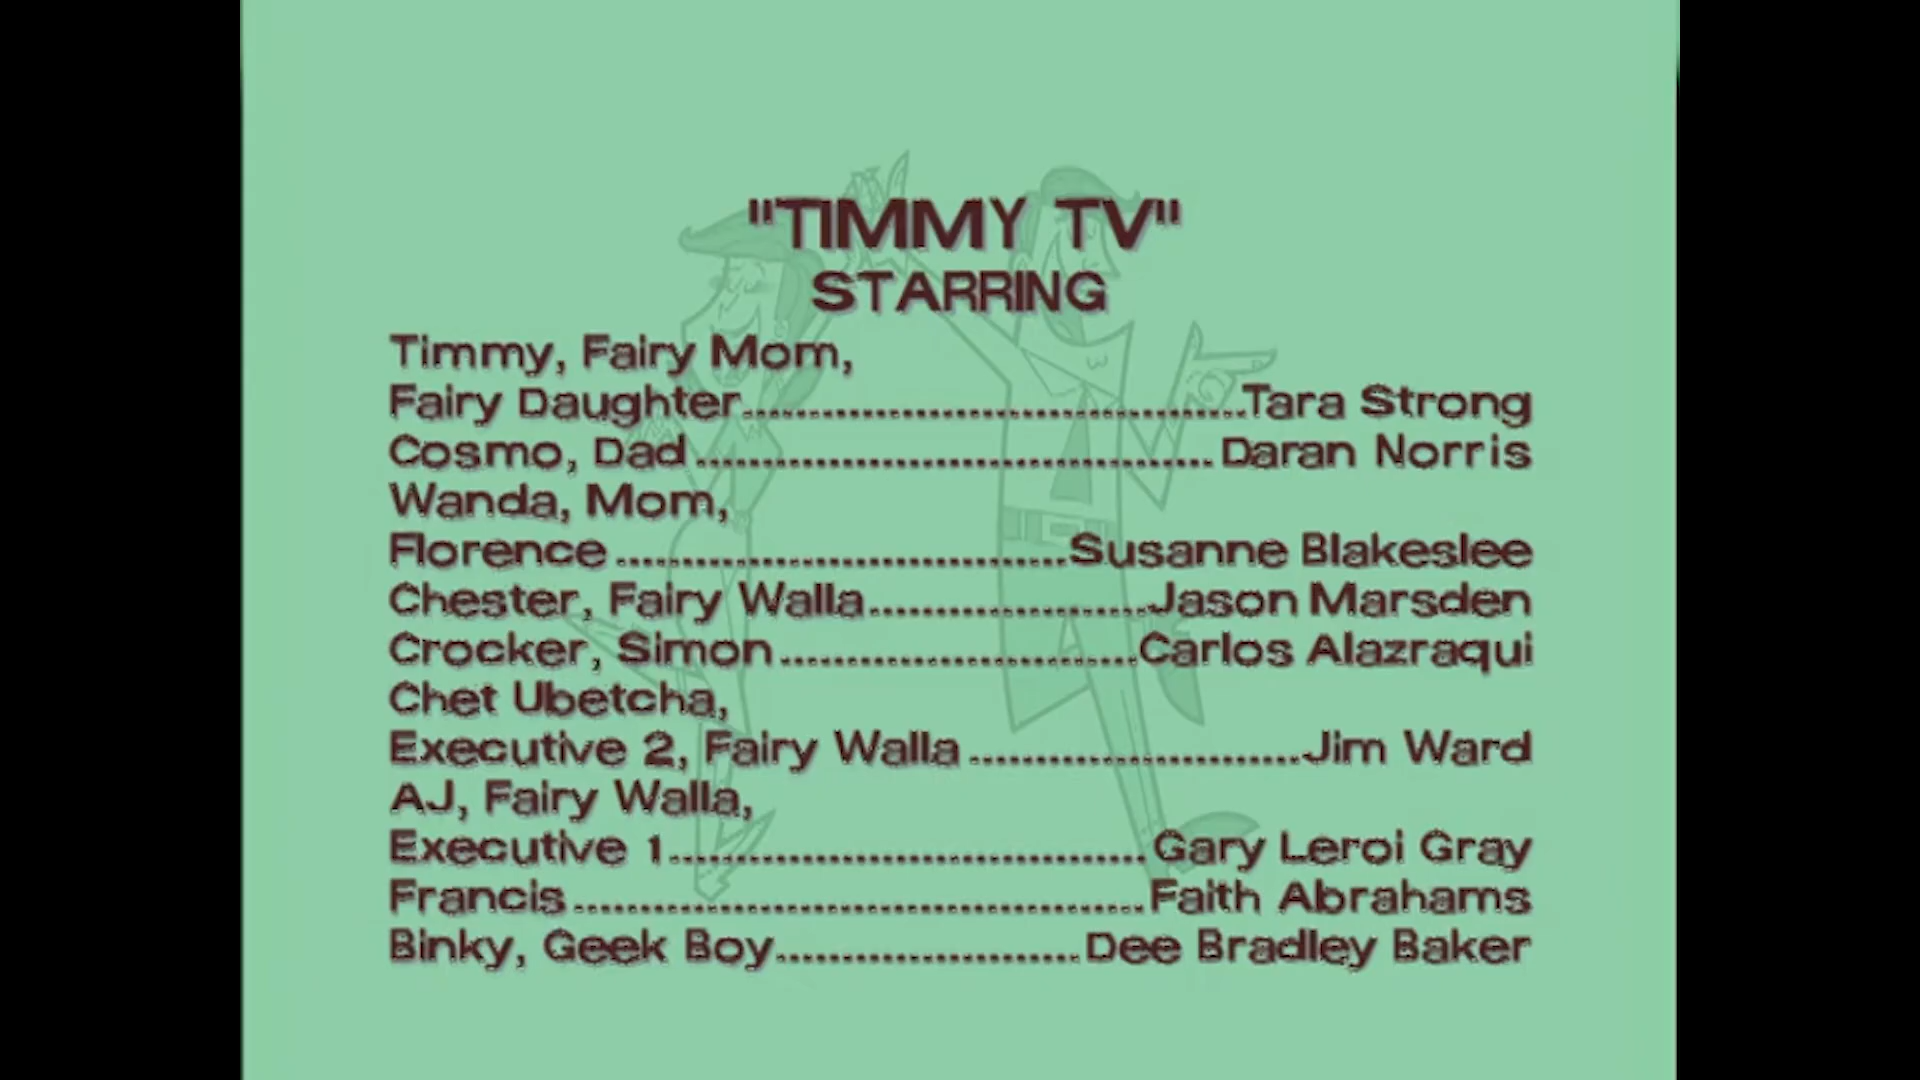 "TIMMY TV"
STARRING
Timmy, Fairy Mom,
Fairy Daughter..........................................Tara Strong
Cosmo, Dad...........................................Daran Norris
Wanda, Mom,
Florence......................................Susanne Blakeslee
Chester, Fairy Walla.......................Jason Marsden
Crocker, Simon..............................Carlos Alazraqui
Chet Ubetcha,
Executive 2, Fairy Walla............................Jim Ward
AJ, Fairy Walla,
Executive 1........................................Gary Leroi Gray
Francis................................................Faith Abrahams
Binky, Geek Boy.........................Dee Bradley Baker